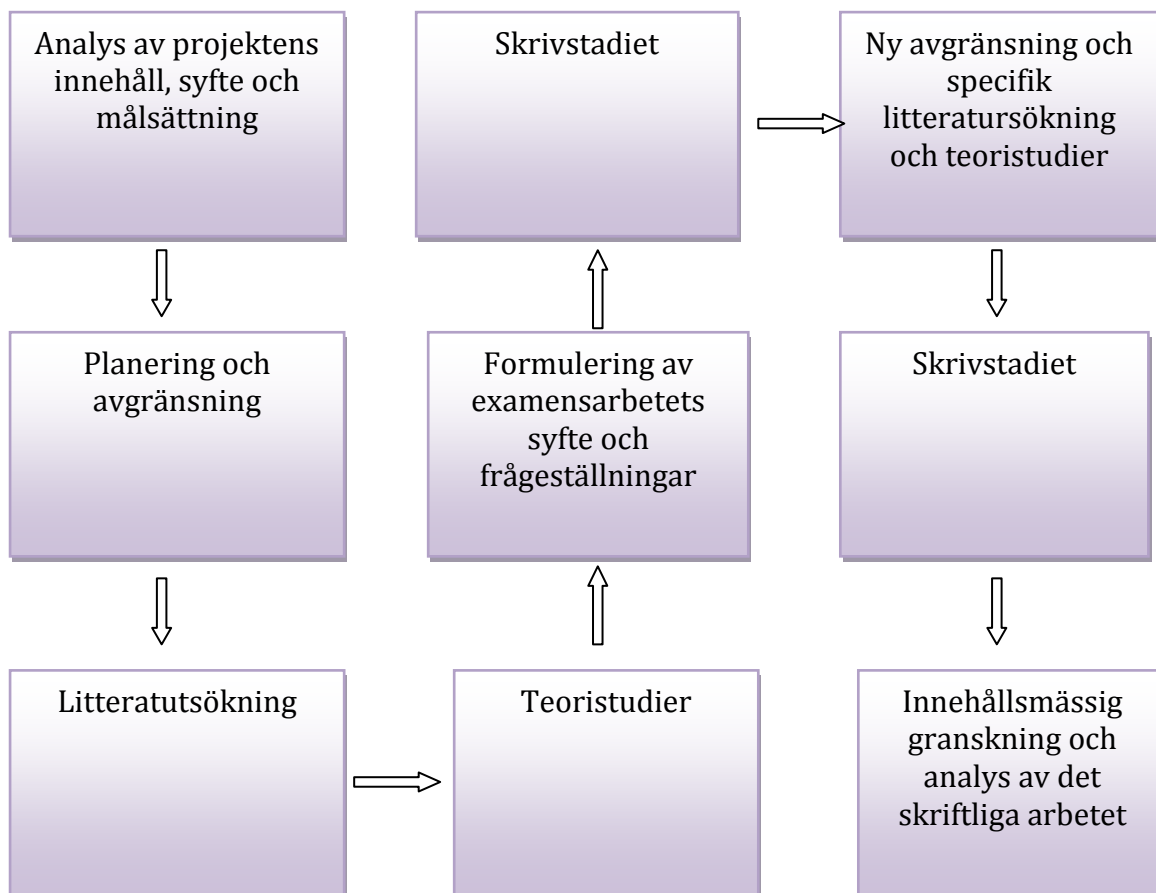 Analys av projektens
innehåll, syfte och
målsättning
Planering och
avgränsning
Litteratutsökning
Teoristudier
Formulering av
examensarbetets
syfte och
frågeställningar
Skrivstadiet
Ny avgränsning och
specifik
litteratursökning
och teoristudier
Skrivstadiet
Innehållsmässig
granskning och
analys av det
skriftliga arbetet